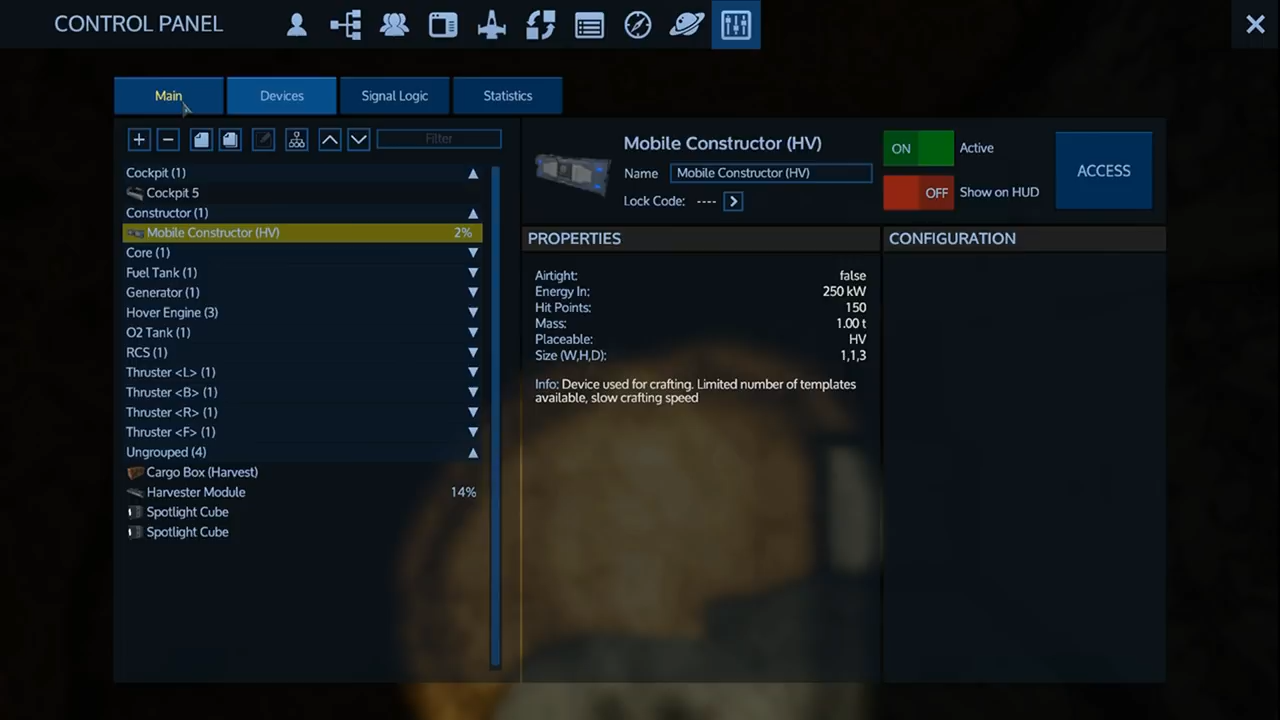 CONTROL PANEL
Main
Devices
Signal Logic
Statistics
Filter
Cockpit (1)
Cockpit 5
Constructor (1)
Mobile Constructor (HV) 2%
Core (1)
Fuel Tank (1)
Generator (1)
Hover Engine (3)
O2 Tank (1)
RCS (1)
Thruster <L> (1)
Thruster <B> (1)
Thruster <R> (1)
Thruster <F> (1)
Ungrouped (4)
Cargo Box (Harvest)
Harvester Module 14%
Spotlight Cube
Spotlight Cube
Mobile Constructor (HV)
Name Mobile Constructor (HV)
Lock Code: ----
ON Active
OFF Show on HUD
ACCESS
PROPERTIES
Airtight: false
Energy In: 250 kW
Hit Points: 150
Mass: 1.00 t
Placeable: HV
Size (W,H,D): 1,1,3
Info: Device used for crafting. Limited number of templates
available, slow crafting speed
CONFIGURATION